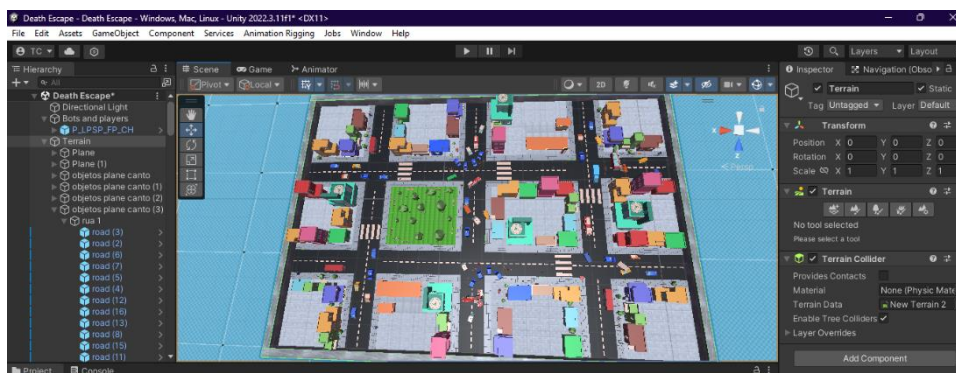 Death Escape - Death Escape - Windows, Mac, Linux - Unity 2022.3.11f1* <DX11>
File Edit Assets GameObject Component Services Animation Rigging Jobs Window Help
TC Layers Layout
Hierarchy Scene Game Animator Inspector Navigation (Obso
All Pivot Local 2D Terrain Static
Death Escape* Tag Untagged Layer Default
Directional Light
Bots and players Transform
P_LPSP_FP_CH Position X 0 Y 0 Z 0
Terrain Rotation X 0 Y 0 Z 0
Plane Scale X 1 Y 1 Z 1
Plane (1)
objetos plane canto Terrain
objetos plane canto (1)
objetos plane canto (2)
objetos plane canto (3) No tool selected
rua 1 Please select a tool
road (3)
road (2) Terrain Collider
road (6) Provides Contacts
road (7) Material None (Physic Mate
road (5) Terrain Data New Terrain 2
road (4) Enable Tree Colliders
road (12) Layer Overrides
road (16)
road (13) Add Component
road (8)
road (15)
road (11)
Project Console
x
z
Persp